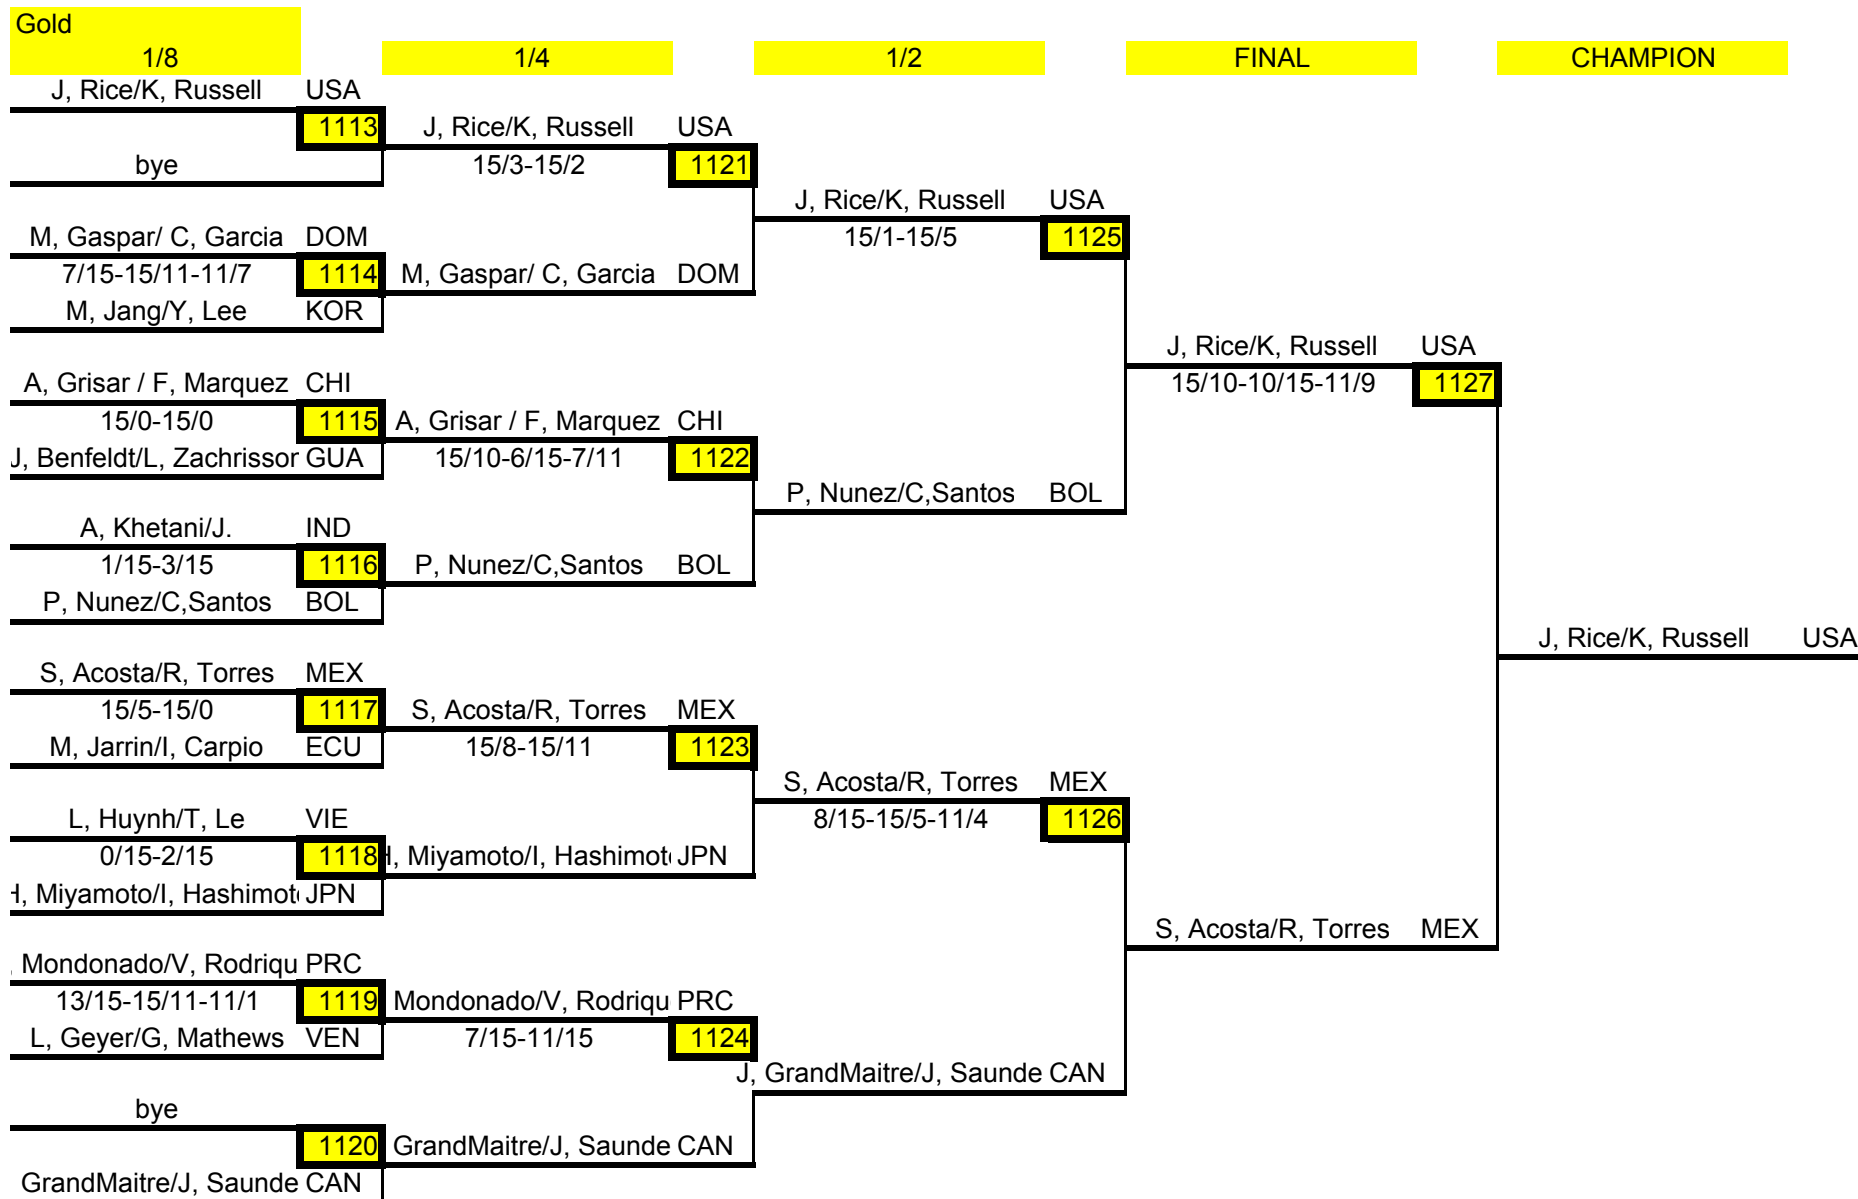 Gold
1/8 1/4 1/2 FINAL CHAMPION
J, Rice/K, Russell USA
1113 J, Rice/K, Russell USA
bye 15/3-15/2 1121
J, Rice/K, Russell USA
M, Gaspar/ C, Garcia DOM 15/1-15/5 1125
7/15-15/11-11/7 1114 M, Gaspar/ C, Garcia DOM
M, Jang/Y, Lee KOR
J, Rice/K, Russell USA
A, Grisar / F, Marquez CHI 15/10-10/15-11/9 1127
15/0-15/0 1115 A, Grisar / F, Marquez CHI
J, Benfeldt/L, Zachrissor GUA 15/10-6/15-7/11 1122
P, Nunez/C,Santos BOL
A, Khetani/J. IND
1/15-3/15 1116 P, Nunez/C,Santos BOL
P, Nunez/C,Santos BOL
J, Rice/K, Russell USA
S, Acosta/R, Torres MEX
15/5-15/0 1117 S, Acosta/R, Torres MEX
M, Jarrin/I, Carpio ECU 15/8-15/11 1123
S, Acosta/R, Torres MEX
L, Huynh/T, Le VIE 8/15-15/5-11/4 1126
0/15-2/15 1118 , Miyamoto/I, Hashimot JPN
, Miyamoto/I, Hashimot JPN
S, Acosta/R, Torres MEX
, Mondonado/V, Rodriqu PRC
13/15-15/11-11/1 1119 Mondonado/V, Rodriqu PRC
L, Geyer/G, Mathews VEN 7/15-11/15 1124
J, GrandMaitre/J, Saunde CAN
bye
1120 GrandMaitre/J, Saunde CAN
GrandMaitre/J, Saunde CAN